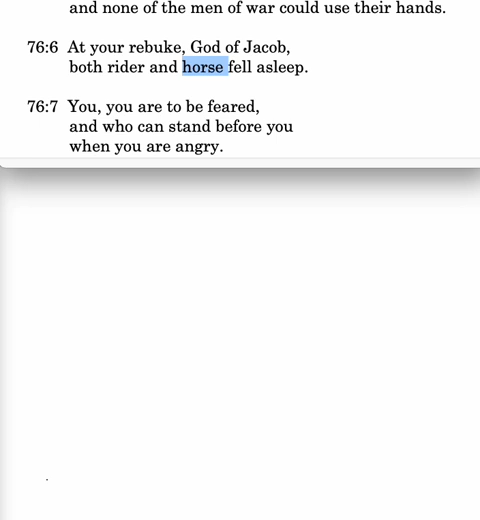 and none of the men of war could use their hands.
76:6 At your rebuke, God of Jacob,
both rider and horse fell asleep.
76:7 You, you are to be feared,
and who can stand before you
when you are angry.